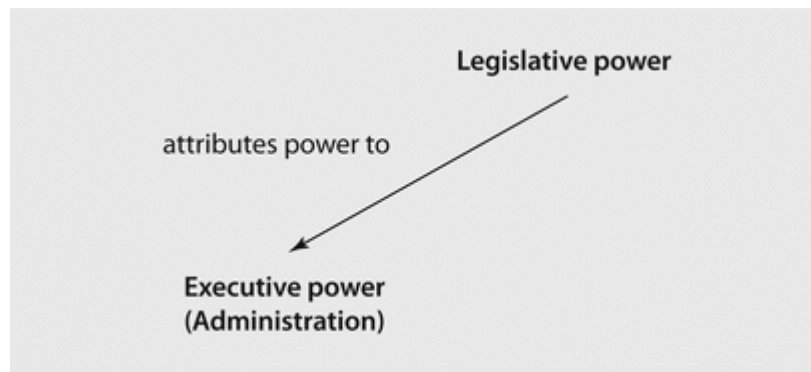 Legislative power
attributes power to
Executive power
(Administration)